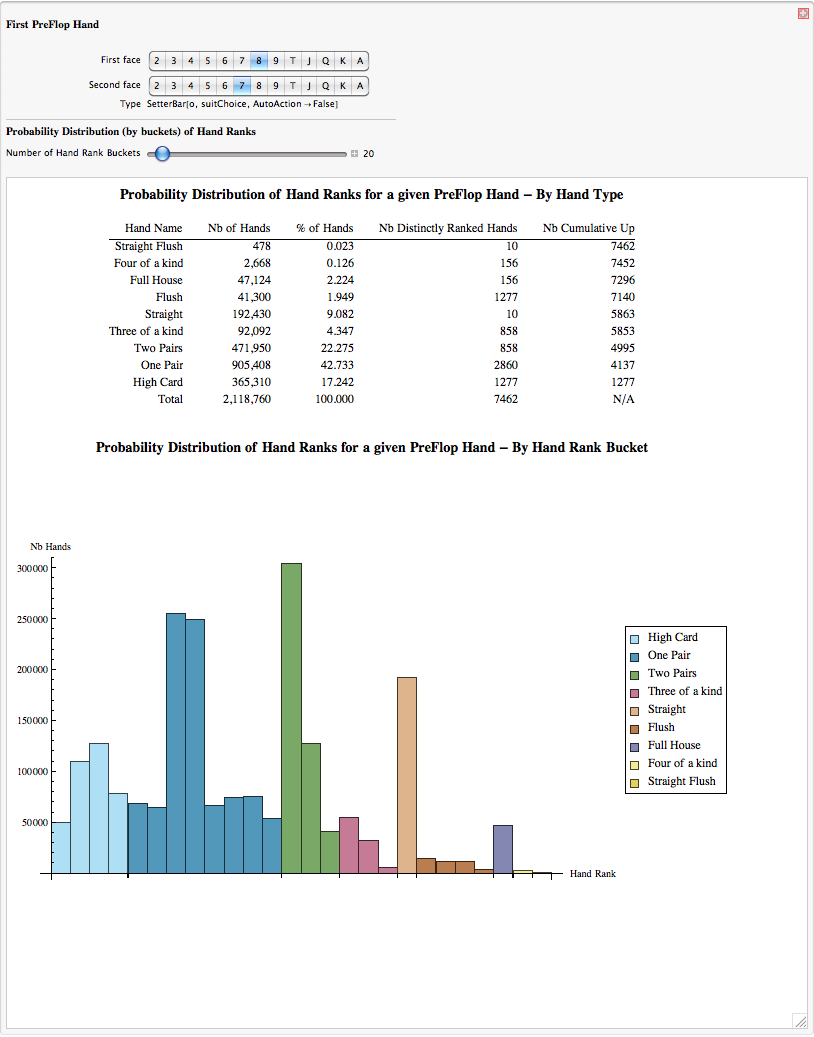 First PreFlop Hand
First face 2 3 4 5 6 7 8 9 T J Q K A
Second face 2 3 4 5 6 7 8 9 T J Q K A
Type SetterBar[o, suitChoice, AutoAction → False]
Probability Distribution (by buckets) of Hand Ranks
Number of Hand Rank Buckets 20
Probability Distribution of Hand Ranks for a given PreFlop Hand – By Hand Type
Hand Name Nb of Hands % of Hands Nb Distinctly Ranked Hands Nb Cumulative Up
Straight Flush 478 0.023 10 7462
Four of a kind 2,668 0.126 156 7452
Full House 47,124 2.224 156 7296
Flush 41,300 1.949 1277 7140
Straight 192,430 9.082 10 5863
Three of a kind 92,092 4.347 858 5853
Two Pairs 471,950 22.275 858 4995
One Pair 905,408 42.733 2860 4137
High Card 365,310 17.242 1277 1277
Total 2,118,760 100.000 7462 N/A
Probability Distribution of Hand Ranks for a given PreFlop Hand – By Hand Rank Bucket
Nb Hands
300000
250000
200000
150000
100000
50000
Hand Rank
High Card
One Pair
Two Pairs
Three of a kind
Straight
Flush
Full House
Four of a kind
Straight Flush